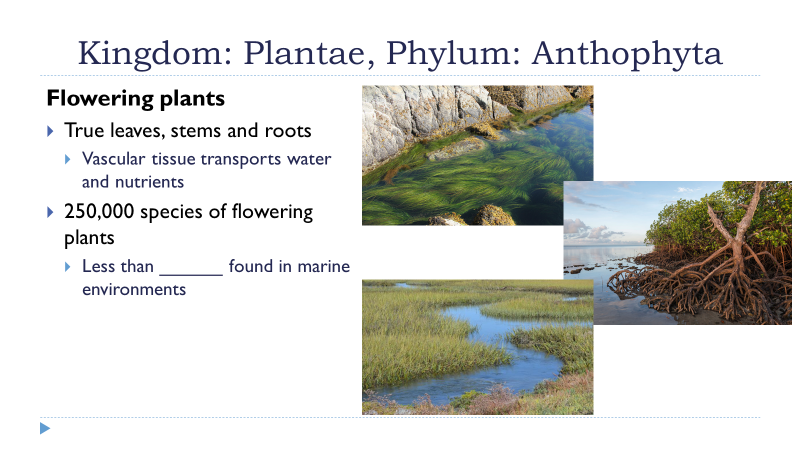 Kingdom: Plantae, Phylum: Anthophyta
Flowering plants
True leaves, stems and roots
Vascular tissue transports water
and nutrients
250,000 species of flowering
plants
Less than ______ found in marine
environments